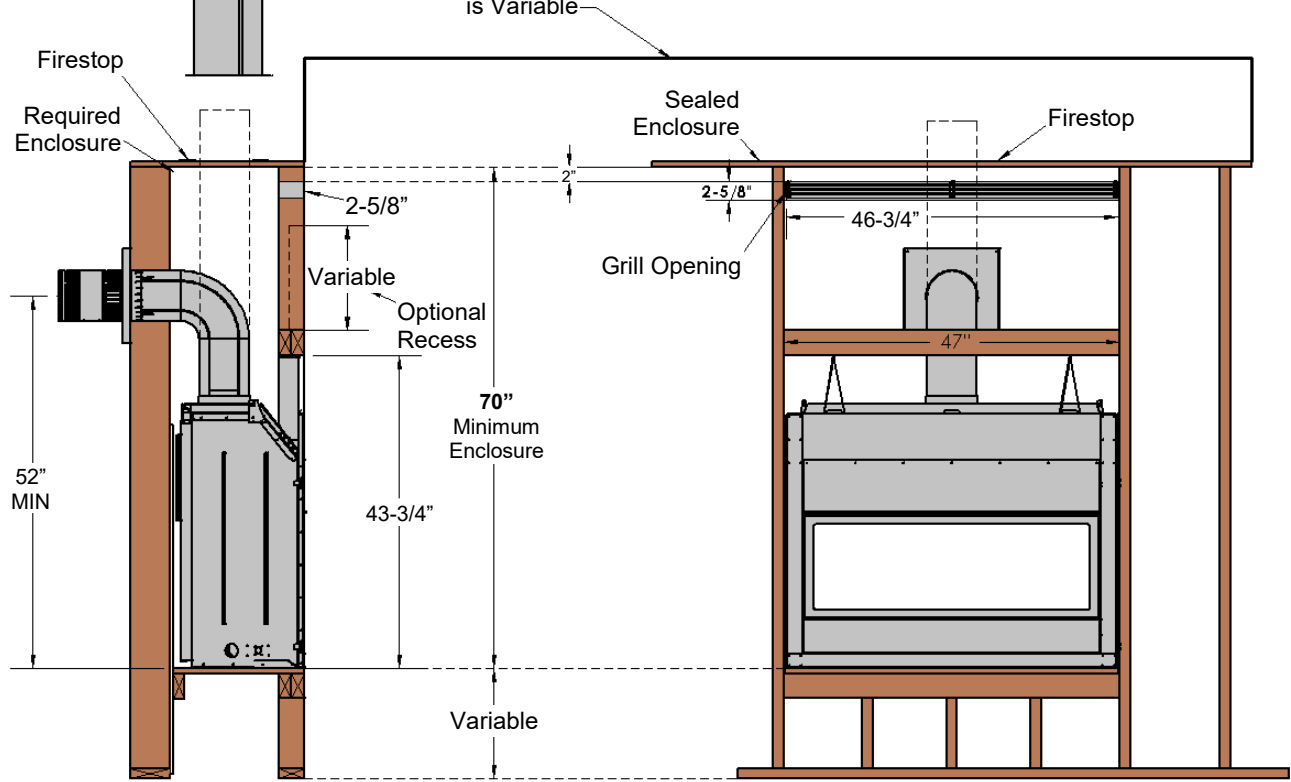 is Variable
Firestop
Required
Enclosure
Sealed
Enclosure
Firestop
2"
2-5/8"
2-5/8”
46-3/4”
Grill Opening
Variable
Optional
Recess
47"
70”
Minimum
Enclosure
52”
MIN
43-3/4”
Variable